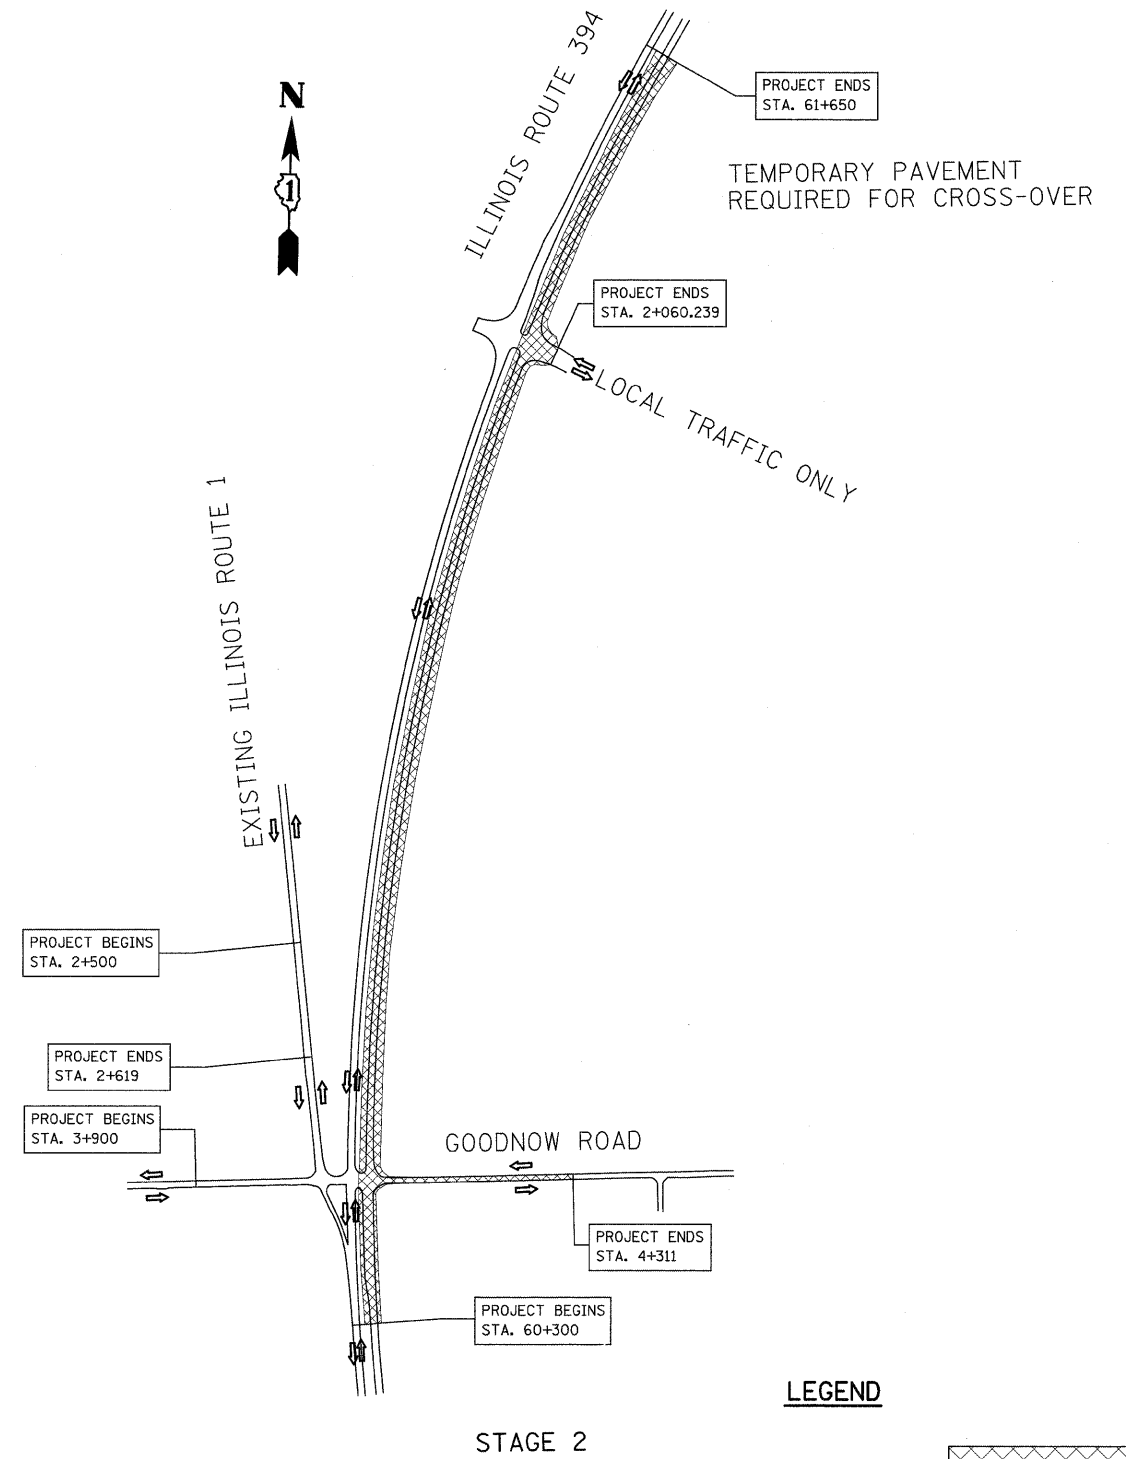 ILLINOIS ROUTE 394
N
1
PROJECT ENDS
STA. 61+650
TEMPORARY PAVEMENT
REQUIRED FOR CROSS-OVER
PROJECT ENDS
STA. 2+060.239
LOCAL TRAFFIC ONLY
EXISTING ILLINOIS ROUTE 1
PROJECT BEGINS
STA. 2+500
PROJECT ENDS
STA. 2+619
PROJECT BEGINS
STA. 3+900
GOODNOW ROAD
PROJECT ENDS
STA. 4+311
PROJECT BEGINS
STA. 60+300
LEGEND
STAGE 2